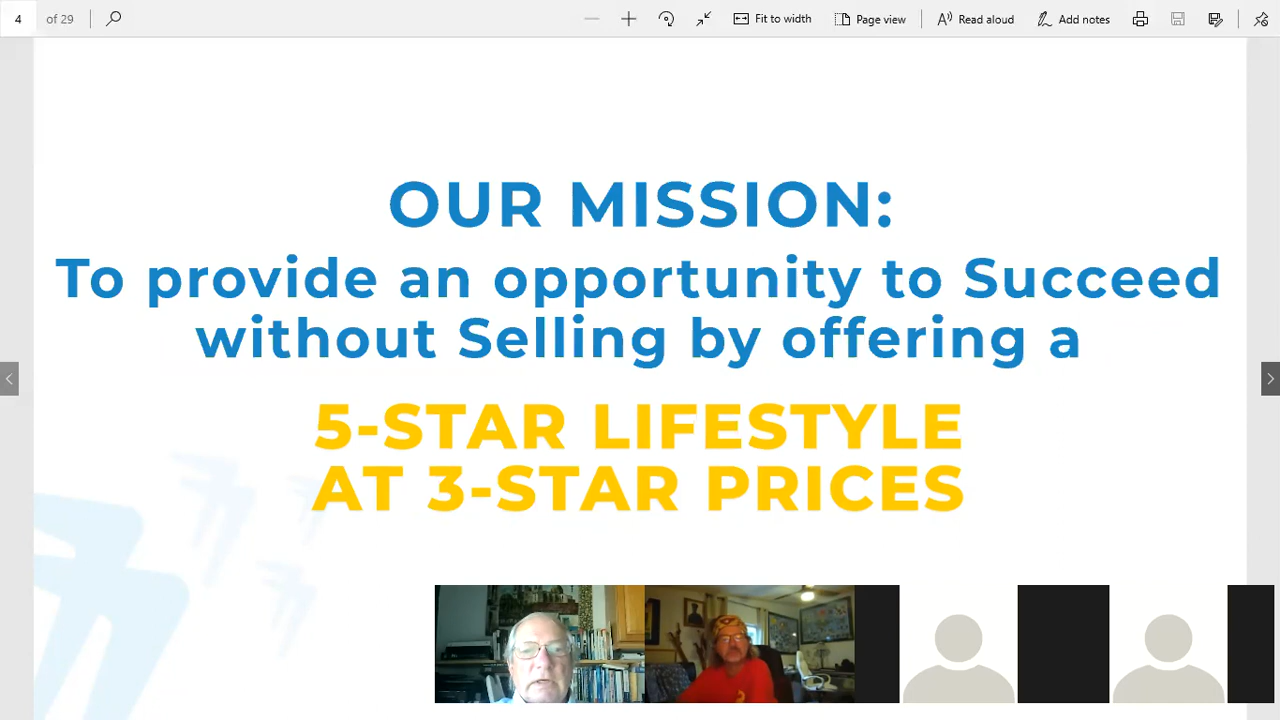 4 of 29 Fit to width Page view Read aloud Add notes
OUR MISSION:
To provide an opportunity to Succeed
without Selling by offering a
5-STAR LIFESTYLE
AT 3-STAR PRICES